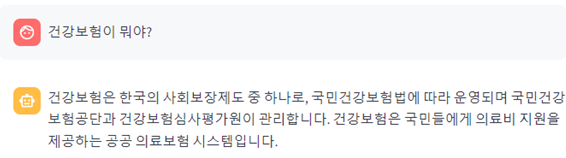 건강보험이 뭐야?
건강보험은 한국의 사회보장제도 중 하나로, 국민건강보험법에 따라 운영되며 국민건강
보험공단과 건강보험심사평가원이 관리합니다. 건강보험은 국민들에게 의료비 지원을
제공하는 공공 의료보험 시스템입니다.